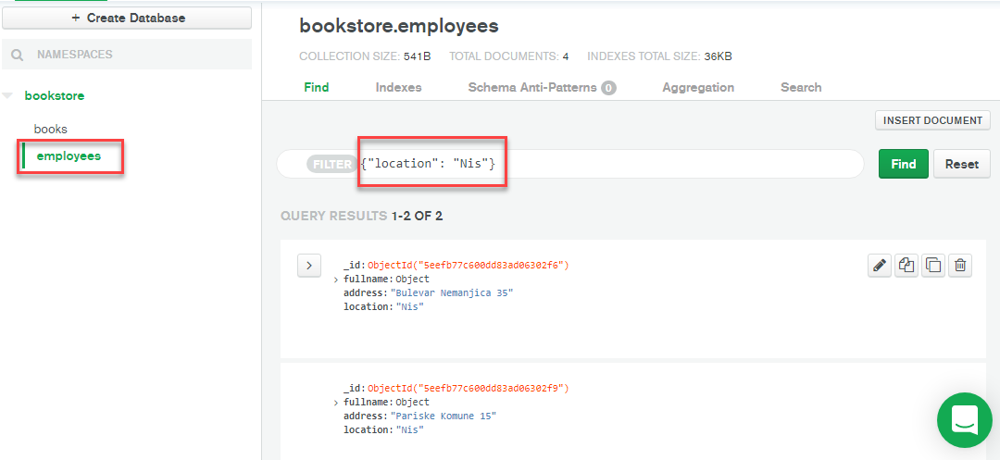 + Create Database
NAMESPACES
bookstore
books
employees
bookstore.employees
COLLECTION SIZE: 541B TOTAL DOCUMENTS: 4 INDEXES TOTAL SIZE: 36KB
Find Indexes Schema Anti-Patterns 0 Aggregation Search
INSERT DOCUMENT
FILTER {"location": "Nis"} Find Reset
QUERY RESULTS 1-2 OF 2
_id:ObjectId("5eefb77c600dd83ad06302f6")
fullname:Object
address:"Bulevar Nemanjica 35"
location:"Nis"
_id:ObjectId("5eefb77c600dd83ad06302f9")
fullname:Object
address:"Pariske Komune 15"
location:"Nis"